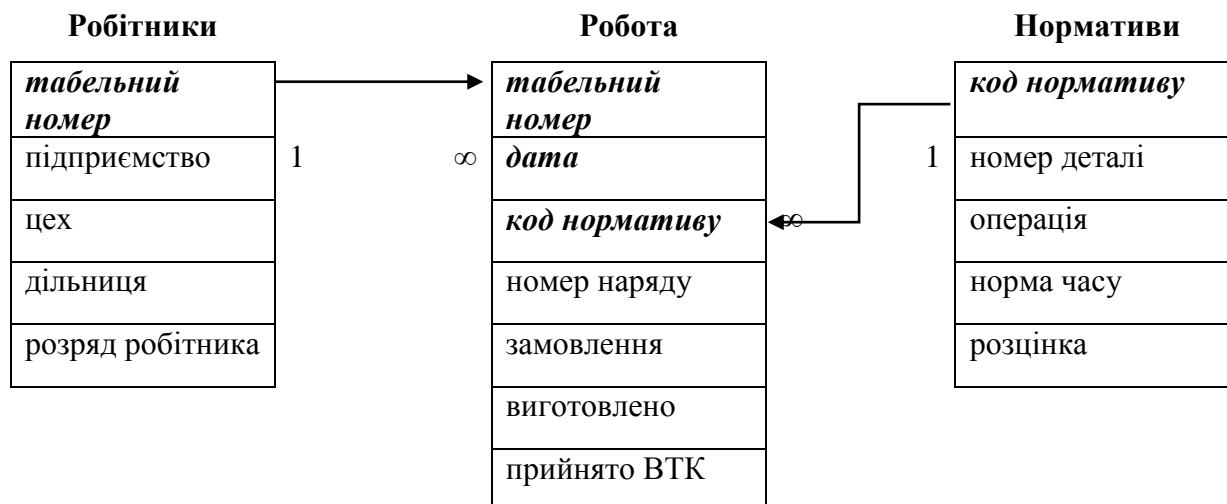 Робітники
табельний
номер
підприємство
цех
дільниця
розряд робітника
1
∞
Робота
табельний
номер
дата
код нормативу
номер наряду
замовлення
виготовлено
прийнято ВТК
∞
1
Нормативи
код нормативу
номер деталі
операція
норма часу
розцінка